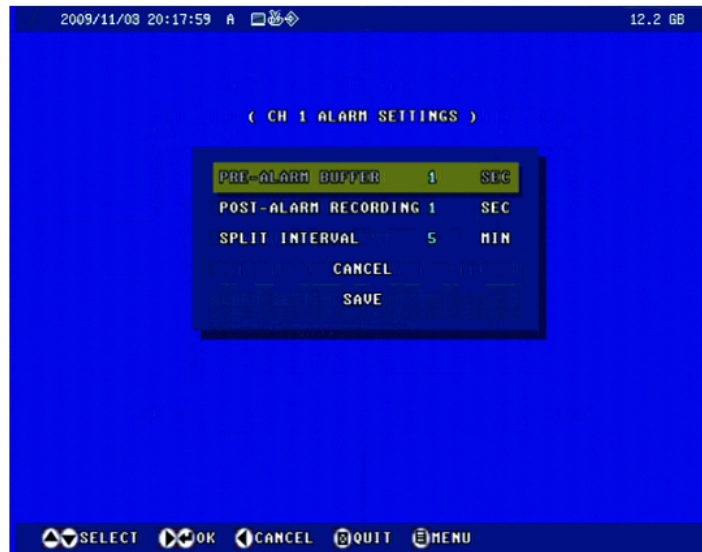 2009/11/03 20:17:59 A 12.2 GB
( CH 1 ALARM SETTINGS )
PRE-ALARM BUFFER 1 SEC
POST-ALARM RECORDING 1 SEC
SPLIT INTERVAL 5 MIN
CANCEL
SAVE
SELECT OK CANCEL QUIT E MENU